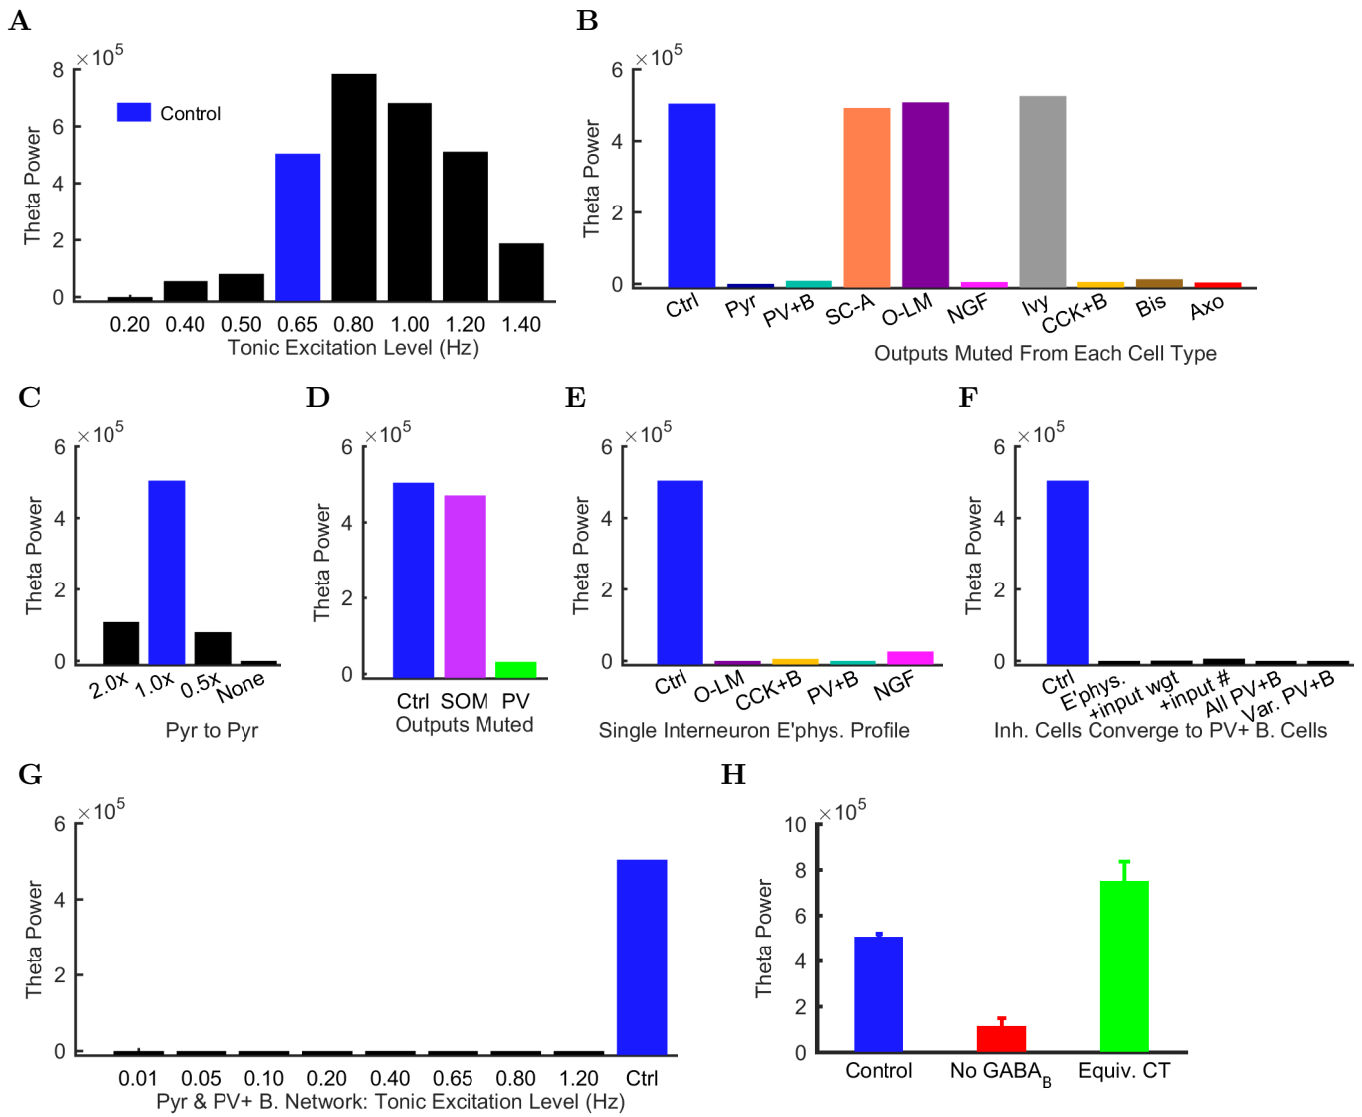 A
×10⁵
8
6
4
2
0
Theta Power
Control
0.20 0.40 0.50 0.65 0.80 1.00 1.20 1.40
Tonic Excitation Level (Hz)
B
×10⁵
6
4
2
0
Theta Power
Ctrl Pyr PV+B SC-A O-LM NGF Ivy CCK+B Bis Axo
Outputs Muted From Each Cell Type
C
×10⁵
6
4
2
0
Theta Power
2.0x 1.0x 0.5x None
Pyr to Pyr
D
×10⁵
6
4
2
0
Theta Power
Ctrl SOM PV
Outputs Muted
E
×10⁵
6
4
2
0
Theta Power
Ctrl O-LM CCK+B PV+B NGF
Single Interneuron E'phys. Profile
F
×10⁵
6
4
2
0
Theta Power
Ctrl E'phys. +input wgt +input # All PV+B Var. PV+B
Inh. Cells Converge to PV+ B. Cells
G
×10⁵
6
4
2
0
Theta Power
0.01 0.05 0.10 0.20 0.40 0.65 0.80 1.20 Ctrl
Pyr & PV+ B. Network: Tonic Excitation Level (Hz)
H
×10⁵
10
8
6
4
2
0
Theta Power
Control No GABA_B Equiv. CT